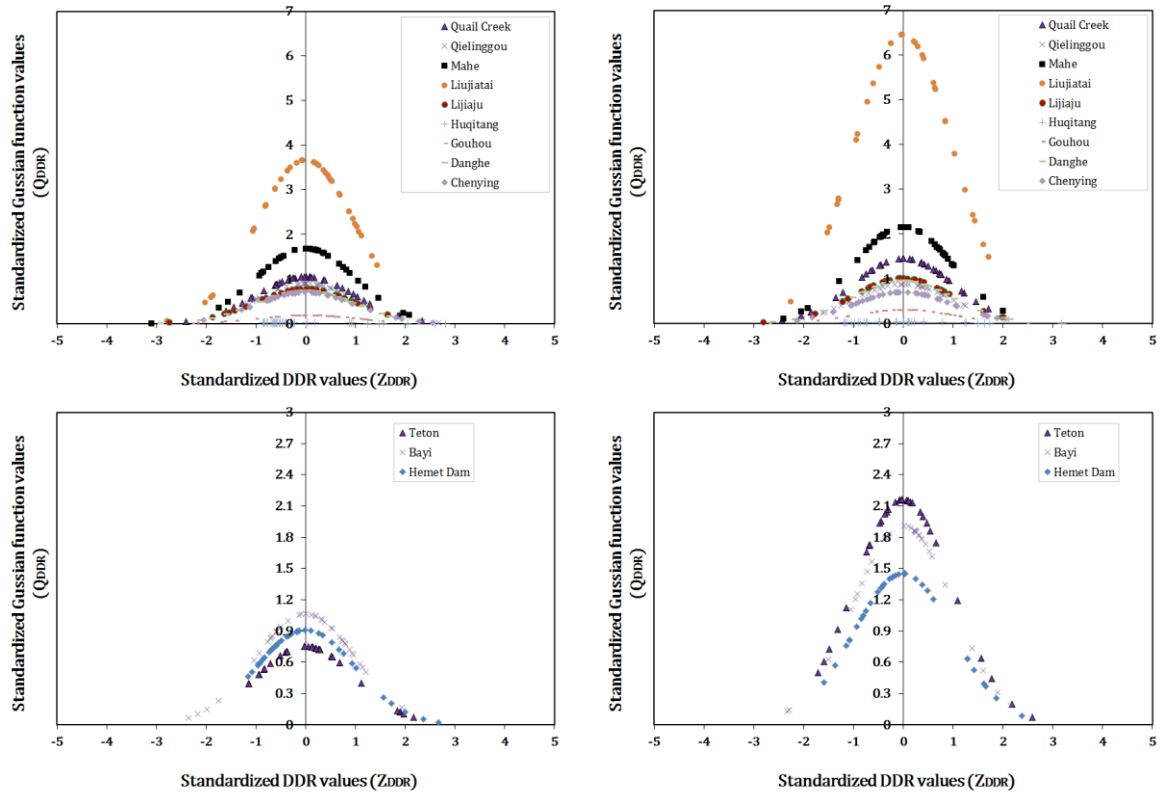 Standardized Gaussian function values
(QDDR)
7
6
5
4
3
2
1
0
-5 -4 -3 -2 -1 0 1 2 3 4 5
Standardized DDR values (ZDDR)
Quail Creek
Qielinggou
Mahe
Liujiatai
Lijiaju
Huqitang
Gouhou
Danghe
Chenying
Standardized Gaussian function values
(QDDR)
7
6
5
4
3
2
1
0
-5 -4 -3 -2 -1 0 1 2 3 4 5
Standardized DDR values (ZDDR)
Quail Creek
Qielinggou
Mahe
Liujiatai
Lijiaju
Huqitang
Gouhou
Danghe
Chenying
Standardized Gaussian function values
(QDDR)
3
2.7
2.4
2.1
1.8
1.5
1.2
0.9
0.6
0.3
0
-5 -4 -3 -2 -1 0 1 2 3 4 5
Standardized DDR values (ZDDR)
Teton
Bayi
Hemet Dam
Standardized Gaussian function values
(QDDR)
3
2.7
2.4
2.1
1.8
1.5
1.2
0.9
0.6
0.3
0
-5 -4 -3 -2 -1 0 1 2 3 4 5
Standardized DDR values (ZDDR)
Teton
Bayi
Hemet Dam